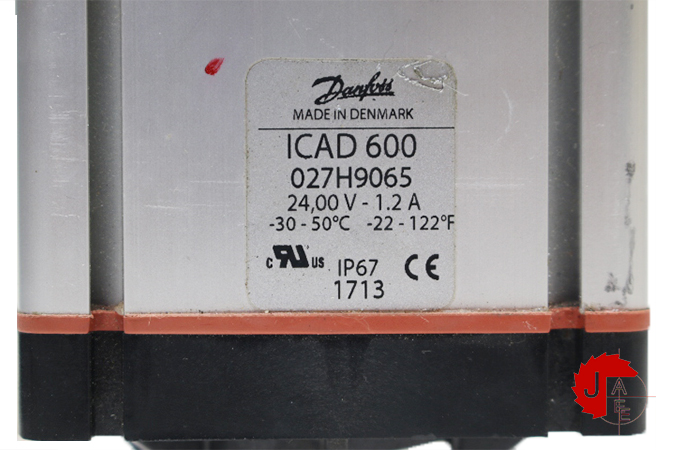 Danfoss
MADE IN DENMARK
ICAD 600
027H9065
24,00 V - 1.2 A
-30 - 50°C -22 - 122°F
c UR us IP67 CE
1713
J
A